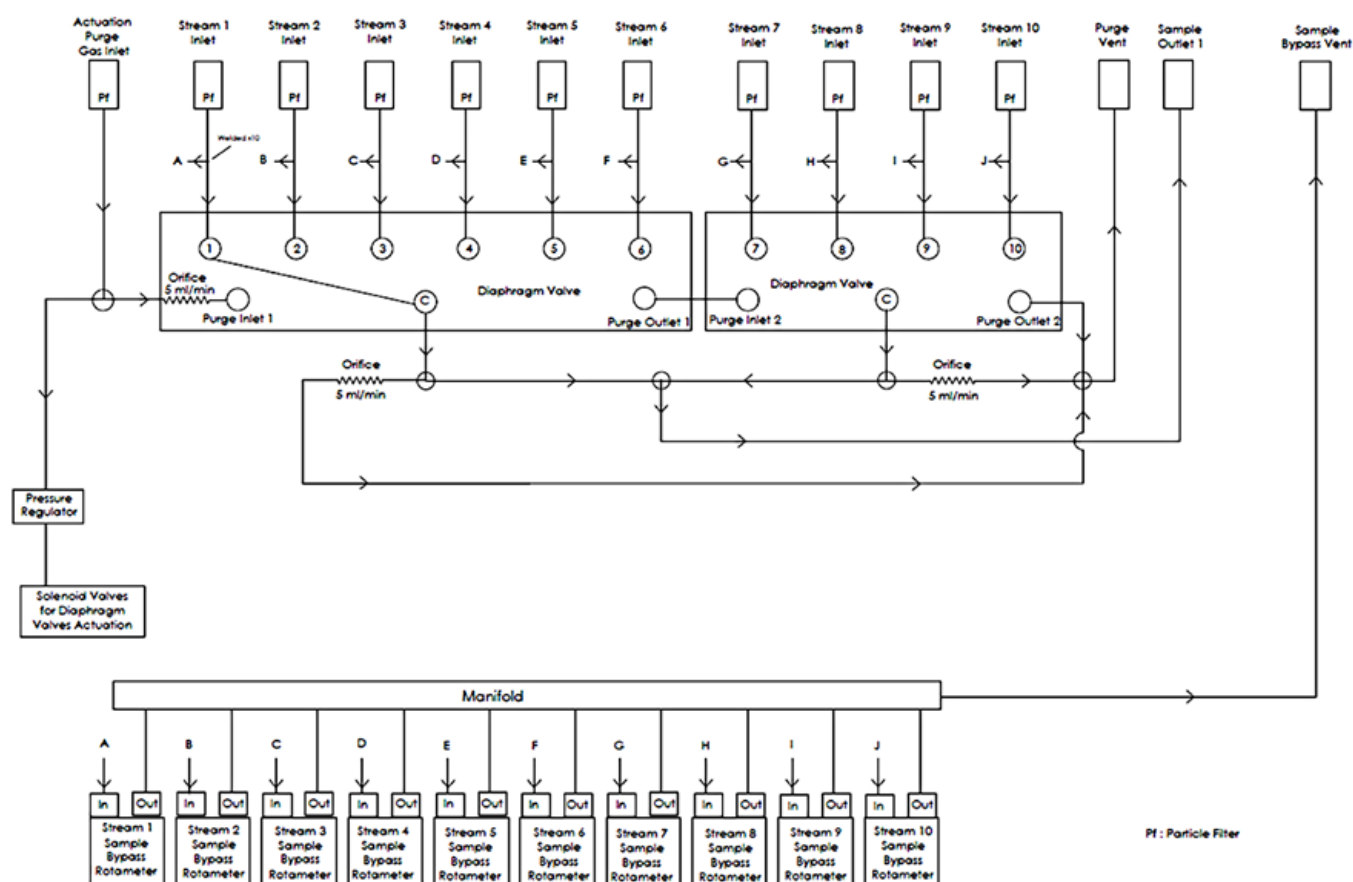 Actuation
Purge
Gas Inlet
Stream 1
Inlet
Stream 2
Inlet
Stream 3
Inlet
Stream 4
Inlet
Stream 5
Inlet
Stream 6
Inlet
Stream 7
Inlet
Stream 8
Inlet
Stream 9
Inlet
Stream 10
Inlet
Purge
Vent
Sample
Outlet 1
Sample
Bypass Vent
Pf
Pf
Pf
Pf
Pf
Pf
Pf
Pf
Pf
Pf
Pf
Welded x10
A
B
C
D
E
F
G
H
I
J
1
2
3
4
5
6
7
8
9
10
Orifice
5 ml/min
Purge Inlet 1
C
Diaphragm Valve
Purge Outlet 1
Purge Inlet 2
Diaphragm Valve
C
Purge Outlet 2
Orifice
5 ml/min
Orifice
5 ml/min
Pressure
Regulator
Solenoid Valves
for Diaphragm
Valves Actuation
Manifold
A
B
C
D
E
F
G
H
I
J
In
Out
In
Out
In
Out
In
Out
In
Out
In
Out
In
Out
In
Out
In
Out
In
Out
Stream 1
Sample
Bypass
Rotameter
Stream 2
Sample
Bypass
Rotameter
Stream 3
Sample
Bypass
Rotameter
Stream 4
Sample
Bypass
Rotameter
Stream 5
Sample
Bypass
Rotameter
Stream 6
Sample
Bypass
Rotameter
Stream 7
Sample
Bypass
Rotameter
Stream 8
Sample
Bypass
Rotameter
Stream 9
Sample
Bypass
Rotameter
Stream 10
Sample
Bypass
Rotameter
Pf : Particle Filter